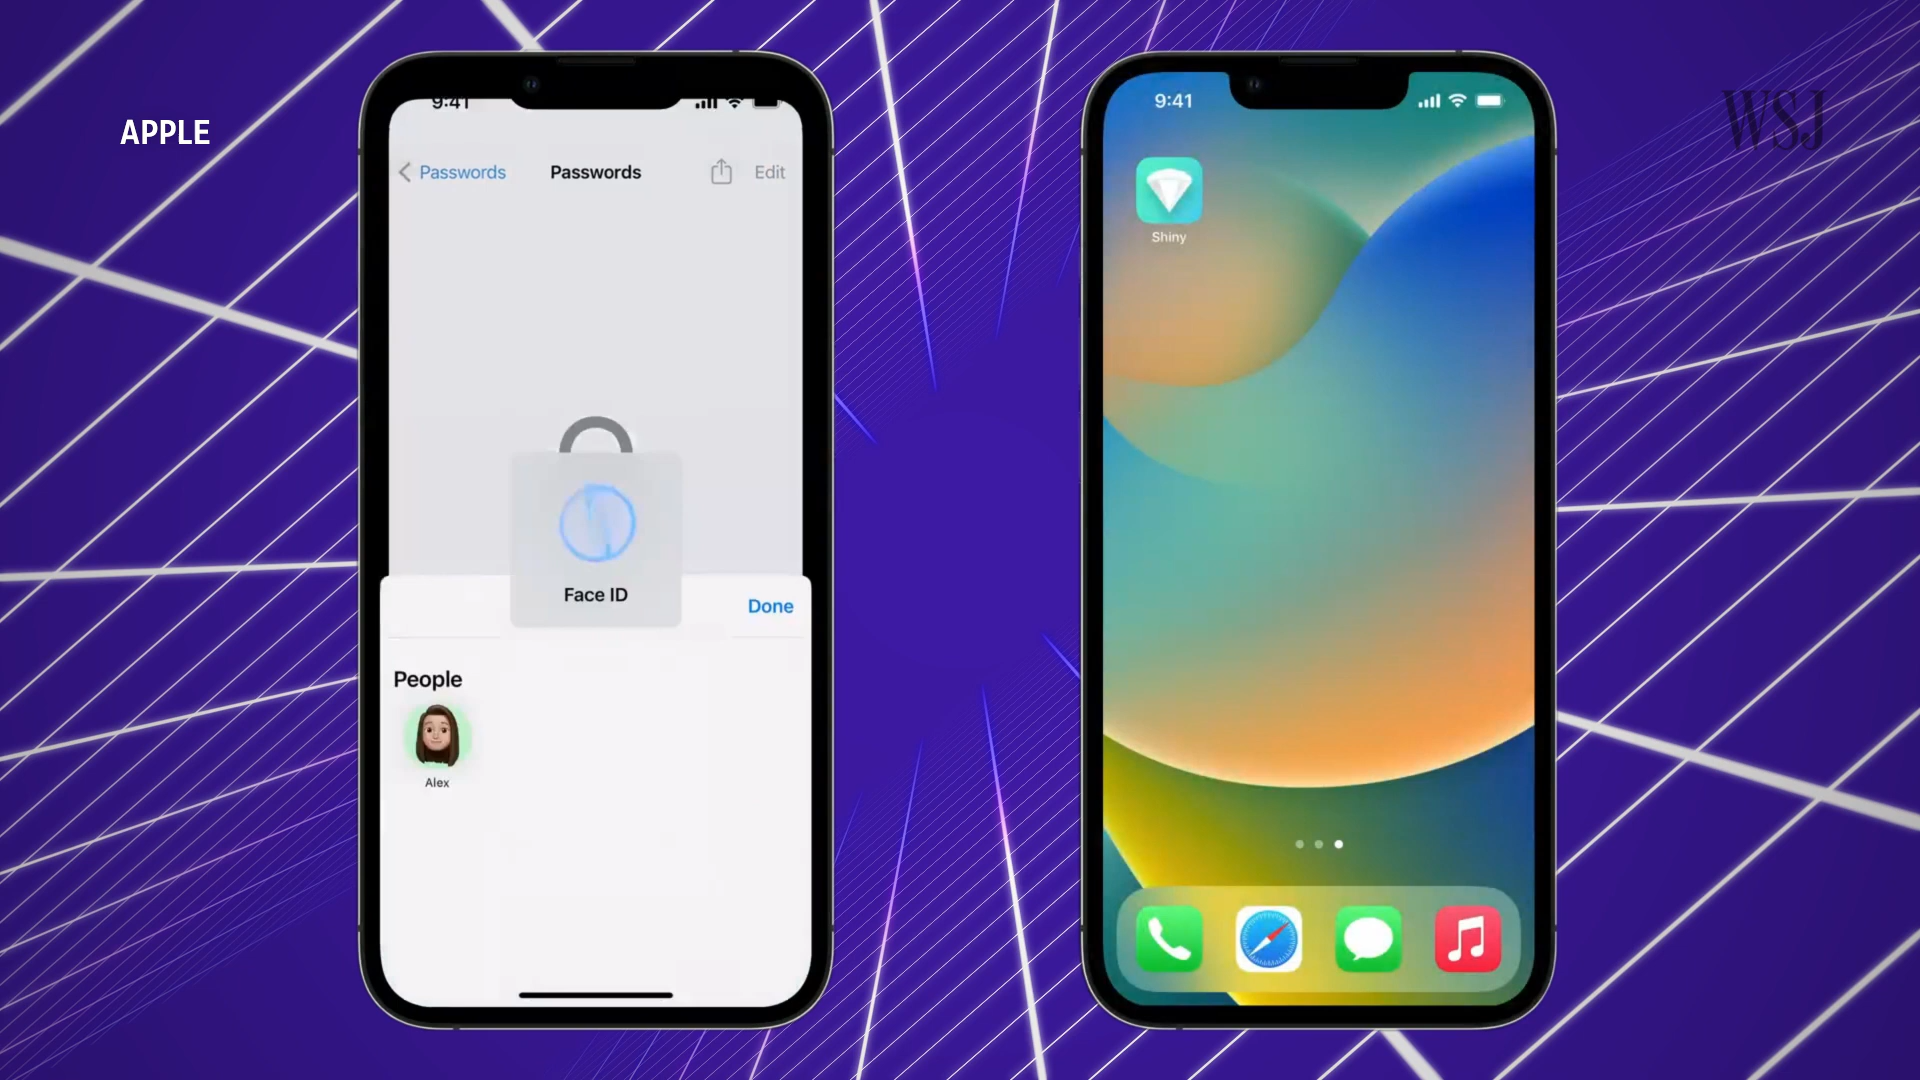 APPLE
WSJ
9:41
Passwords
Passwords
Edit
Face ID
Done
People
Alex
9:41
Shiny